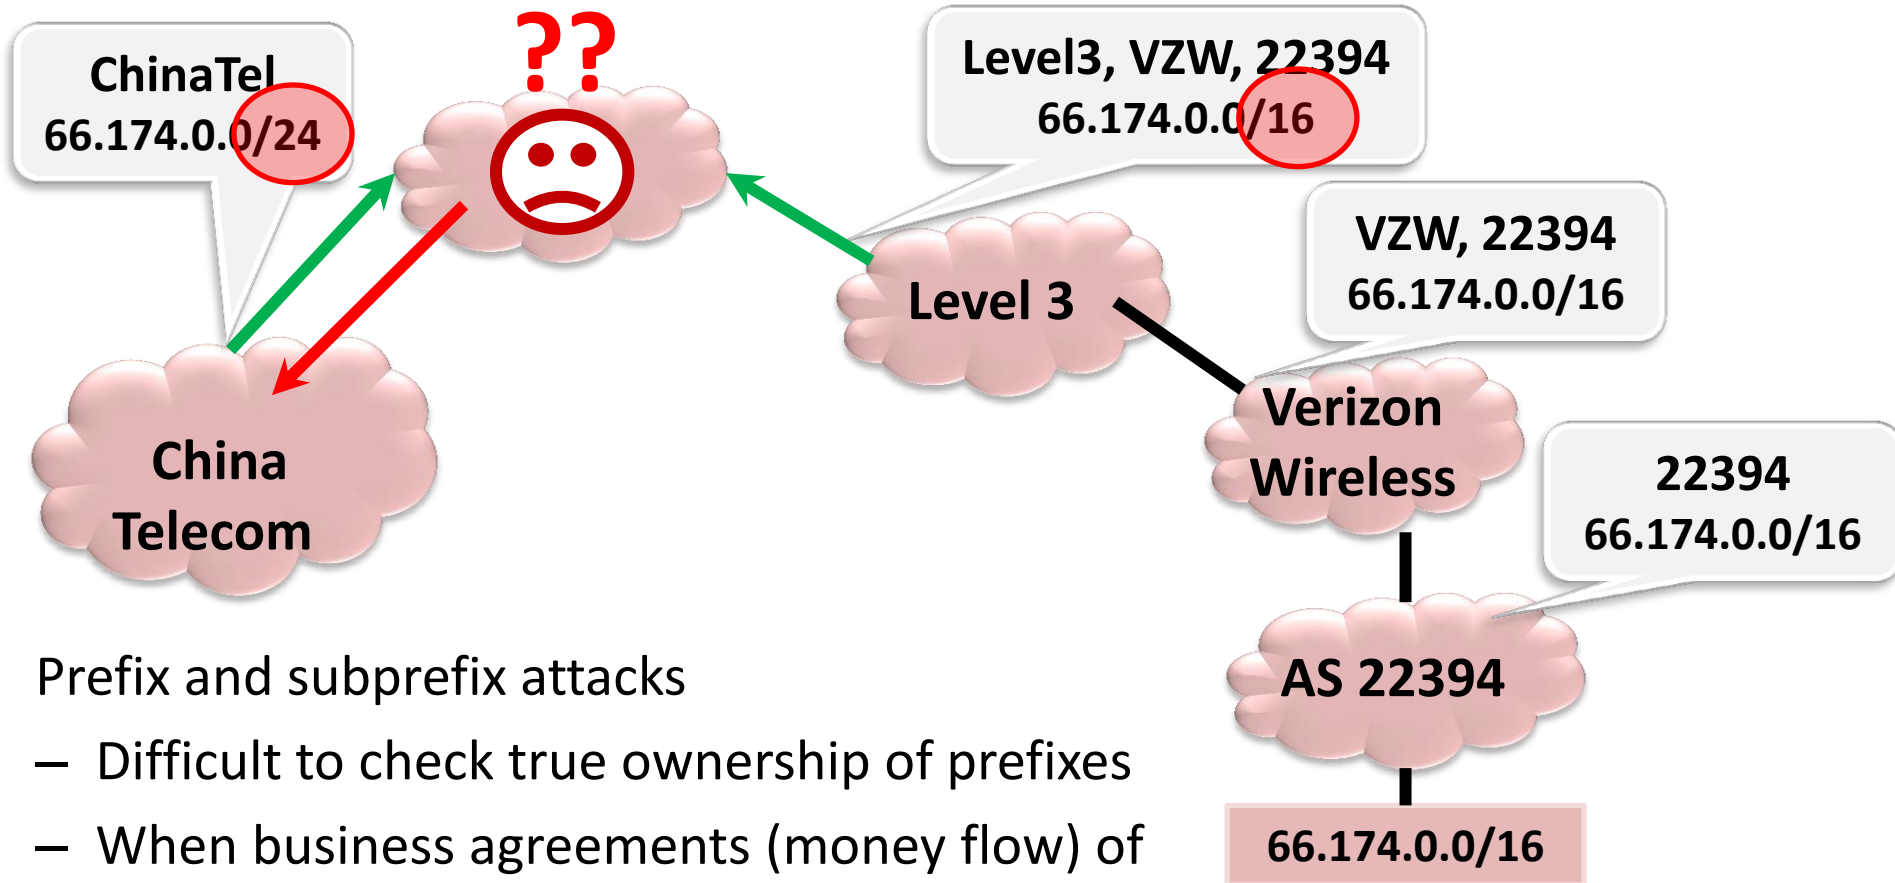 ChinaTel
66.174.0.0/24
??
Level3, VZW, 22394
66.174.0.0/16
VZW, 22394
66.174.0.0/16
Level 3
Verizon
Wireless
China
Telecom
22394
66.174.0.0/16
AS 22394
66.174.0.0/16
Prefix and subprefix attacks
– Difficult to check true ownership of prefixes
– When business agreements (money flow) of